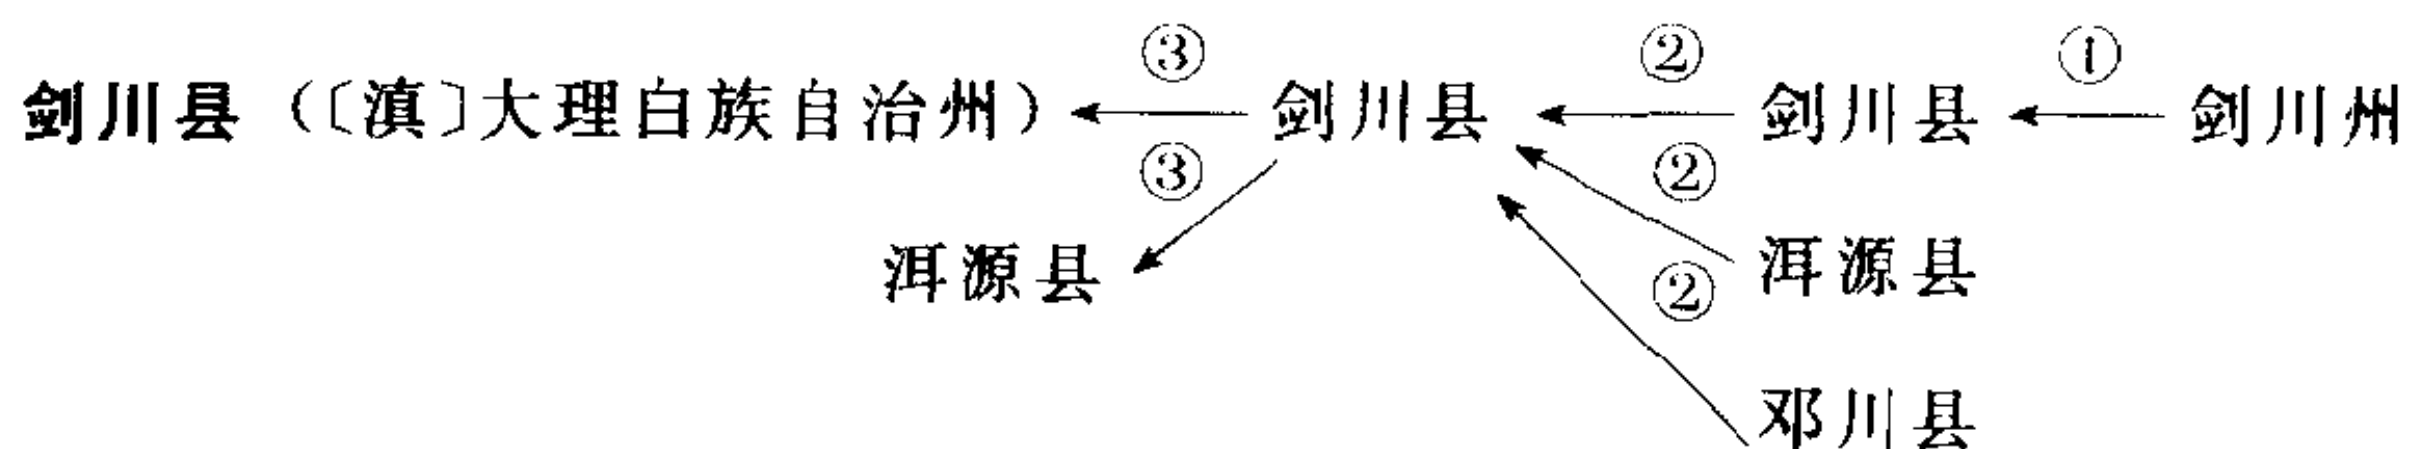 ③ ② ①
剑川县（〔滇〕大理白族自治州） 剑川县 剑川县 剑川州
③ ②
洱源县 ② 洱源县
邓川县